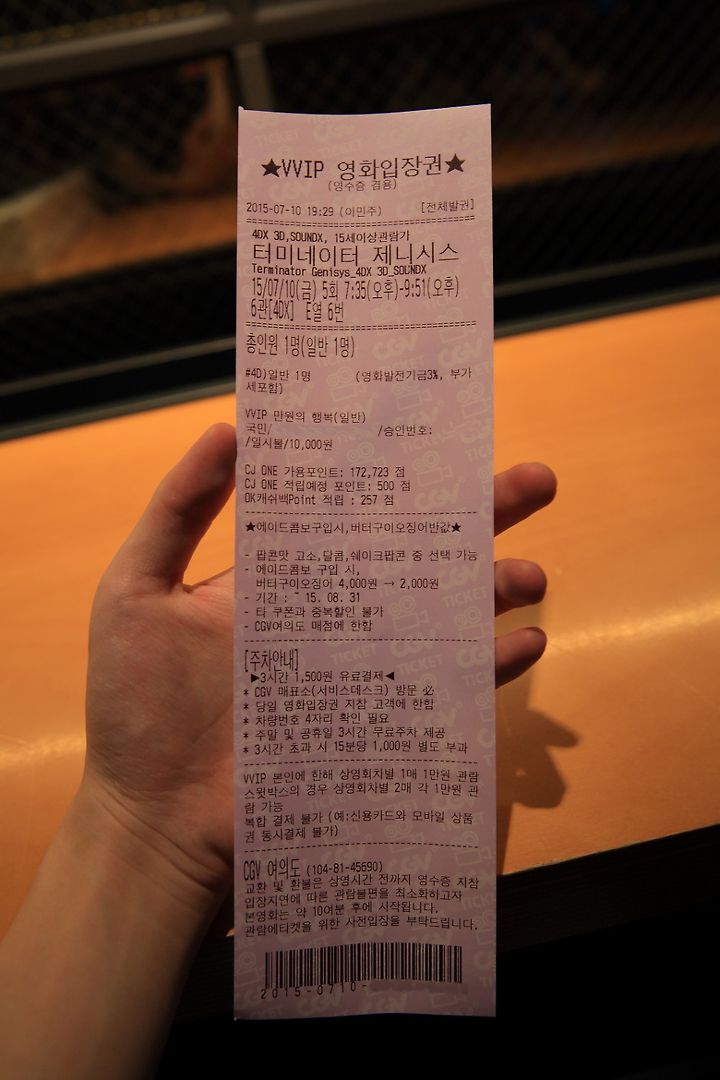 ★VVIP 영화입장권★
(영수증 겸용)
2015-07-10 19:29 (이민주) [전체발권]
4DX 3D,SOUNDX, 15세이상관람가
터미네이터 제니시스
Terminator Genisys_4DX 3D_SOUNDX
15/07/10(금) 5회 7:35(오후)-9:51(오후)
6관[4DX] E열 6번
총인원 1명(일반 1명)
#4D)일반 1명 (영화발전기금3%, 부가
세포함)
VVIP 만원의 행복(일반)
국민/ /승인번호:
/일시불/10,000원
CJ ONE 가용포인트: 172,723 점
CJ ONE 적립예정 포인트: 500 점
OK캐쉬백Point 적립 : 257 점
★에이드콤보구입시,버터구이오징어반값★
- 팝콘맛 고소,달콤,쉐이크팝콘 중 선택 가능
- 에이드콤보 구입 시,
버터구이오징어 4,000원 → 2,000원
- 기간 : ~ 15. 08. 31
- 타 쿠폰과 중복할인 불가
- CGV여의도 매점에 한함
[주차안내]
▶3시간 1,500원 유료결제◀
* CGV 매표소(서비스데스크) 방문 必
* 당일 영화입장권 지참 고객에 한함
* 차량번호 4자리 확인 필요
* 주말 및 공휴일 3시간 무료주차 제공
* 3시간 초과 시 15분당 1,000원 별도 부과
VVIP 본인에 한해 상영회차별 1매 1만원 관람
스윗박스의 경우 상영회차별 2매 각 1만원 관
람 가능
복합 결제 불가 (예:신용카드와 모바일 상품
권 동시결제 불가)
CGV 여의도 (104-81-45690)
교환 및 환불은 상영시간 전까지 영수증 지참
입장지연에 따른 관람불편을 최소화하고자
본영화는 약 10여분 후에 시작됩니다.
관람에티켓을 위한 사전입장을 부탁드립니다.
2015-0710-